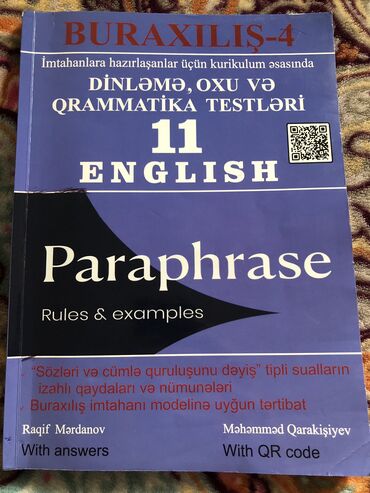 BURAXILIŞ-4
İmtahanlara hazırlaşanlar üçün kurikulum əsasında
DİNLƏMƏ, OXU VƏ
QRAMMATİKA TESTLƏRİ
11
ENGLISH
Paraphrase
Rules & examples
- "Sözləri və cümlə quruluşunu dəyiş" tipli sualların
izahlı qaydaları və nümunələri
- Buraxılış imtahanı modelinə uyğun tərtibat
Raqif Mərdanov Məhəmməd Qarakişiyev
With answers With QR code